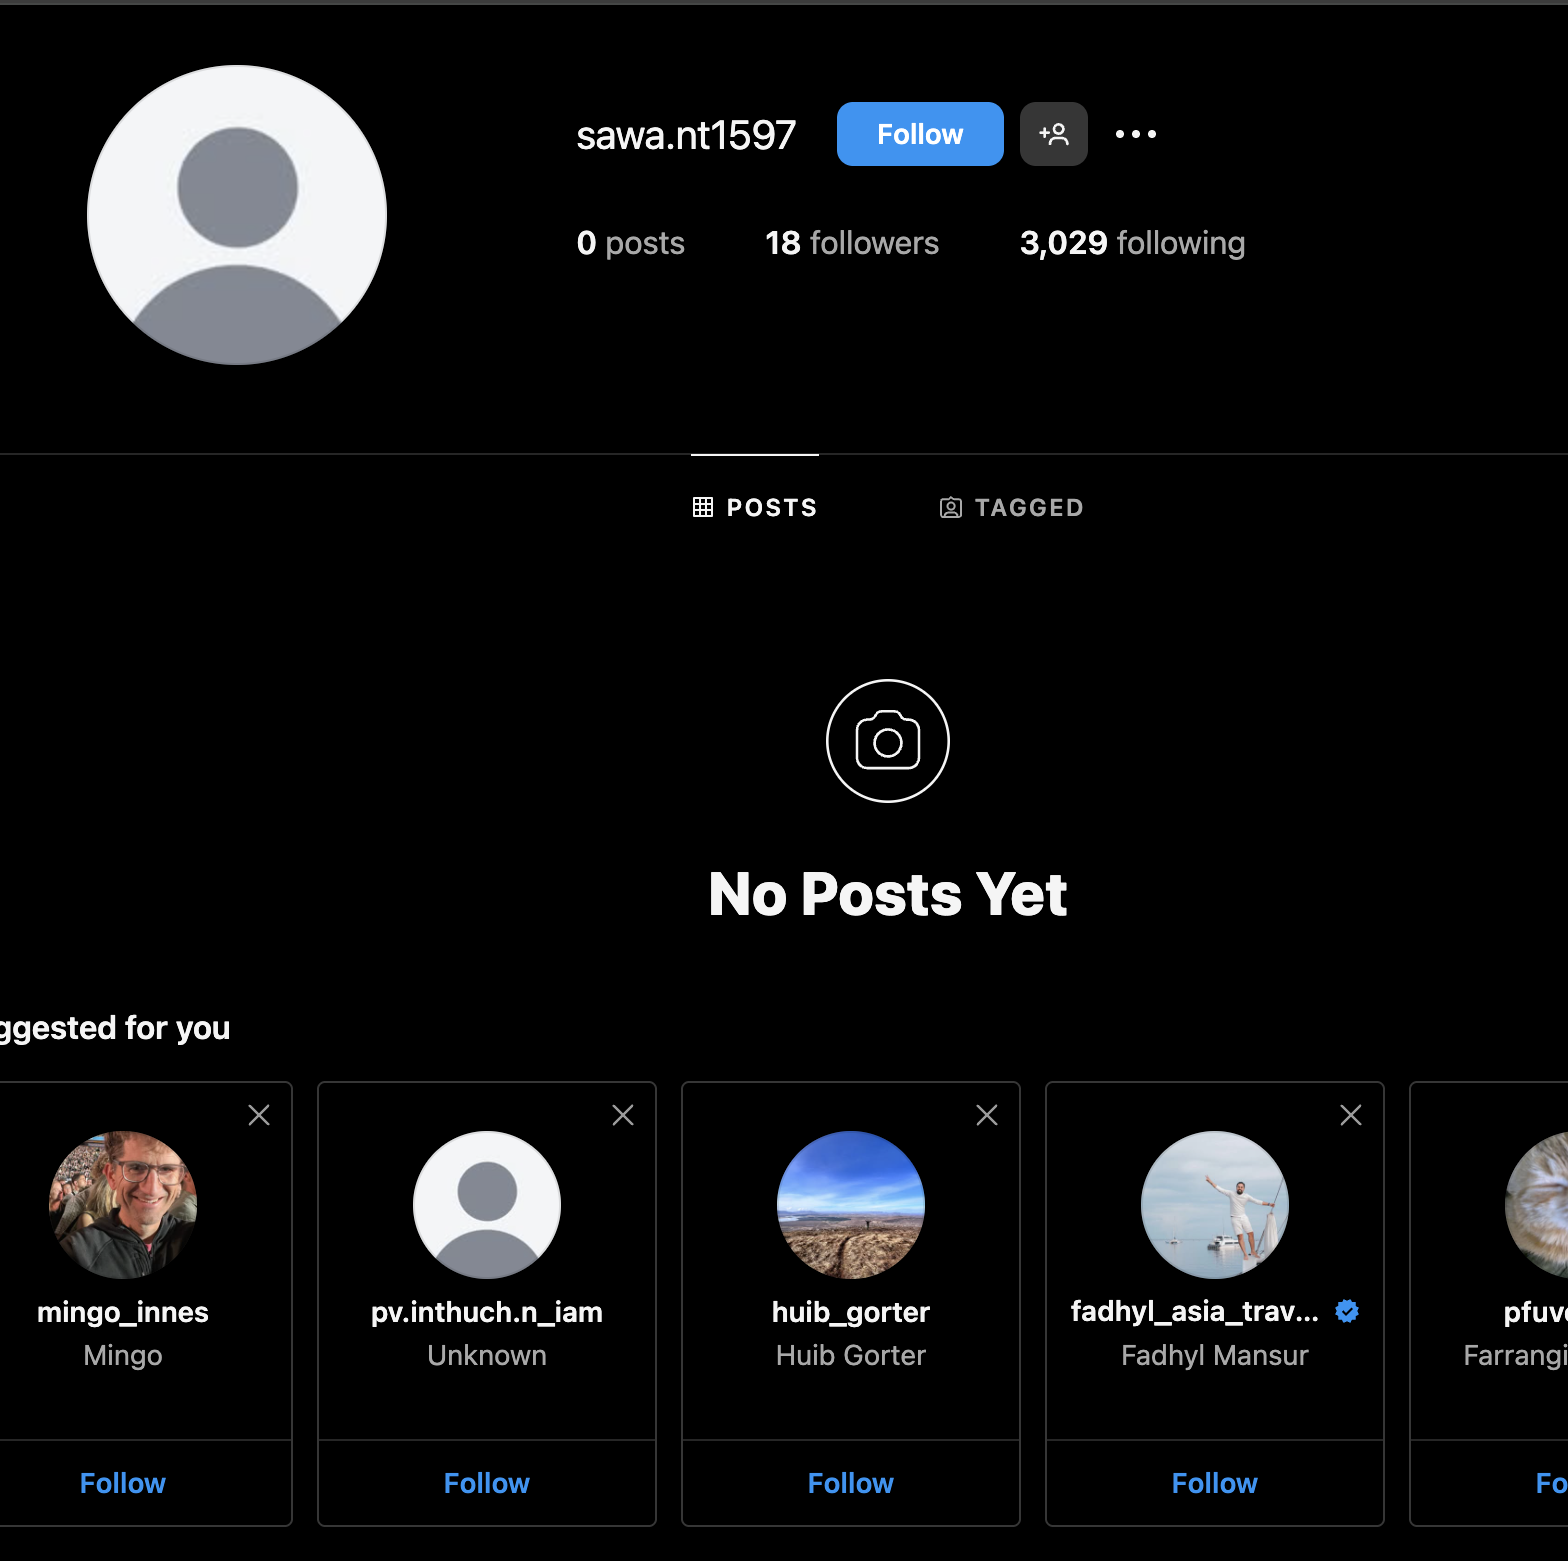 sawa.nt1597 Follow
0 posts 18 followers 3,029 following
POSTS TAGGED
No Posts Yet
ggested for you
mingo_innes
Mingo
Follow
pv.inthuch.n_iam
Unknown
Follow
huib_gorter
Huib Gorter
Follow
fadhyl_asia_trav...
Fadhyl Mansur
Follow
pfuv
Farrangi
Fo